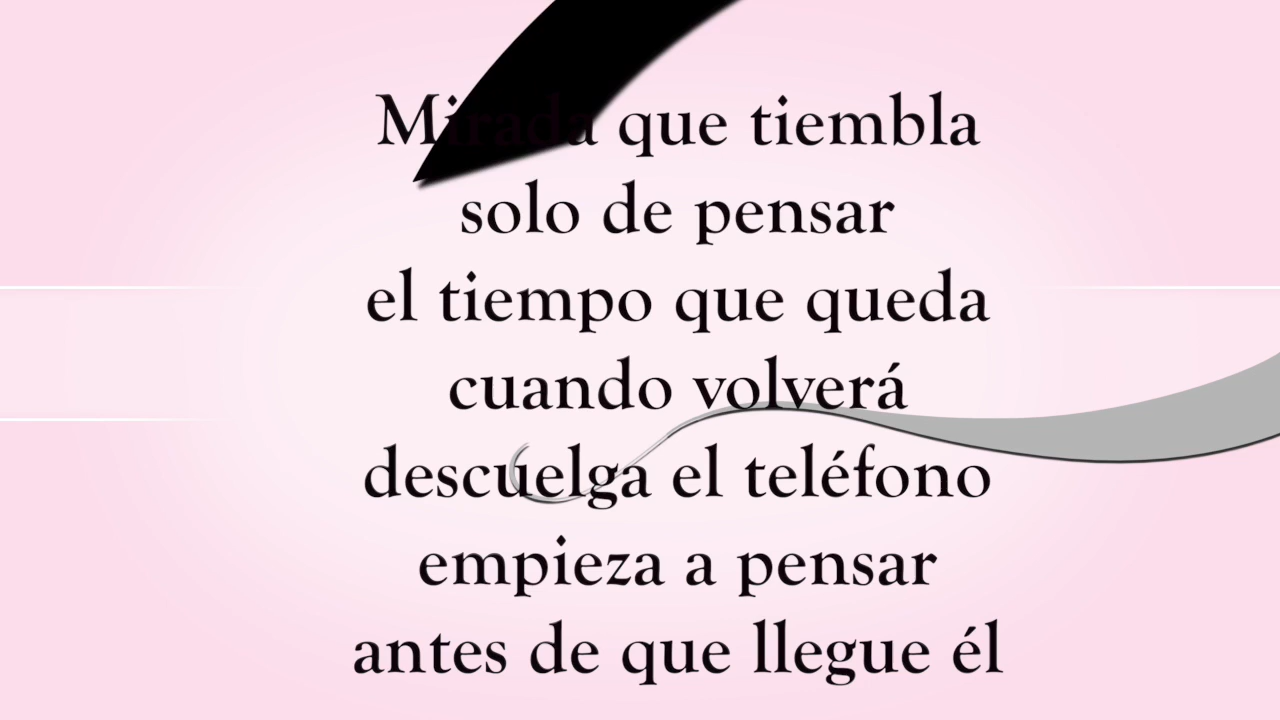 Mirada que tiembla
solo de pensar
el tiempo que queda
cuando volverá
descuelga el teléfono
empieza a pensar
antes de que llegue él